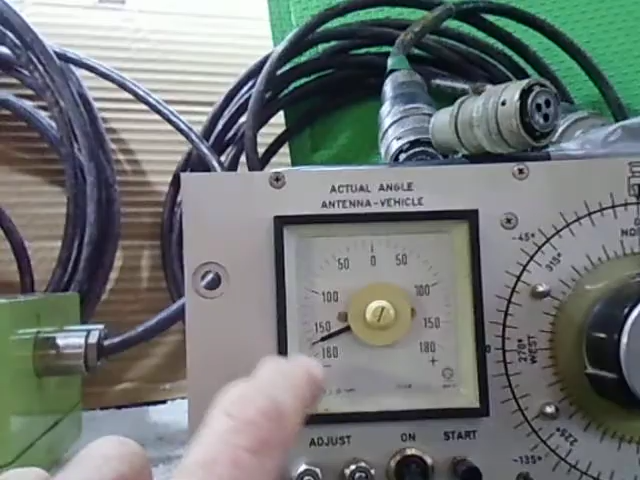 ACTUAL ANGLE
ANTENNA-VEHICLE
50 0 50
100 100
150 150
160 180
- +
-45°
315°
270°
WEST
225°
-135°
ADJUST ON START